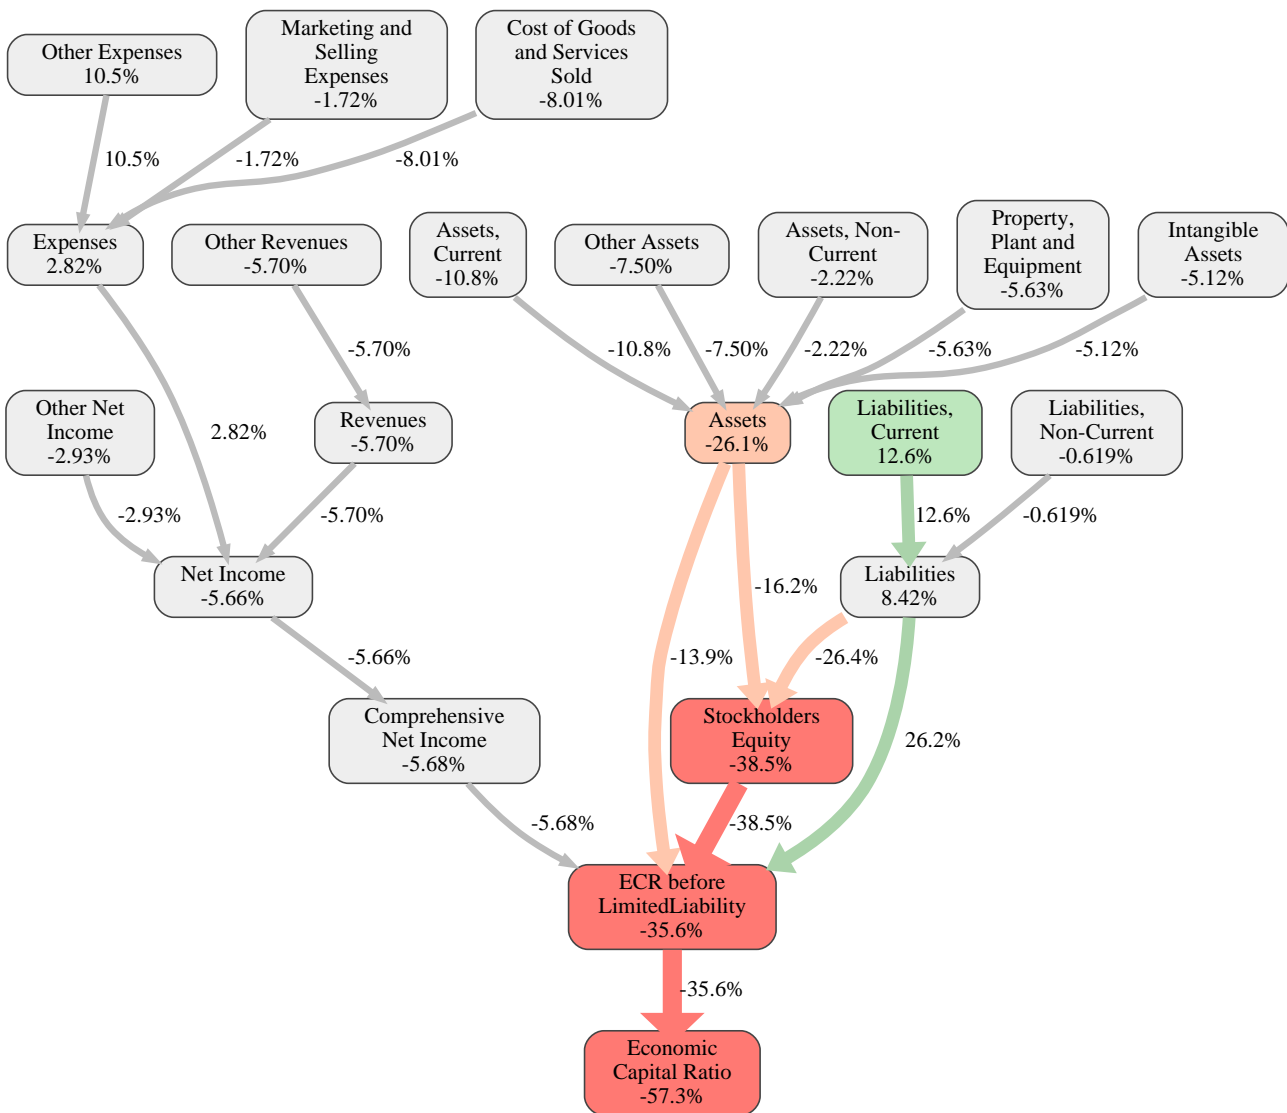 Other Expenses
10.5%
Marketing and
Selling
Expenses
-1.72%
Cost of Goods
and Services
Sold
-8.01%
10.5%
-1.72%
-8.01%
Expenses
2.82%
Other Revenues
-5.70%
Assets,
Current
-10.8%
Other Assets
-7.50%
Assets, Non-
Current
-2.22%
Property,
Plant and
Equipment
-5.63%
Intangible
Assets
-5.12%
-5.70%
-10.8%
-7.50%
-2.22%
-5.63%
-5.12%
Other Net
Income
-2.93%
2.82%
Revenues
-5.70%
Assets
-26.1%
Liabilities,
Current
12.6%
Liabilities,
Non-Current
-0.619%
-2.93%
-5.70%
12.6%
-0.619%
Net Income
-5.66%
-16.2%
Liabilities
8.42%
-5.66%
-13.9%
-26.4%
Comprehensive
Net Income
-5.68%
Stockholders
Equity
-38.5%
26.2%
-5.68%
-38.5%
ECR before
LimitedLiability
-35.6%
-35.6%
Economic
Capital Ratio
-57.3%